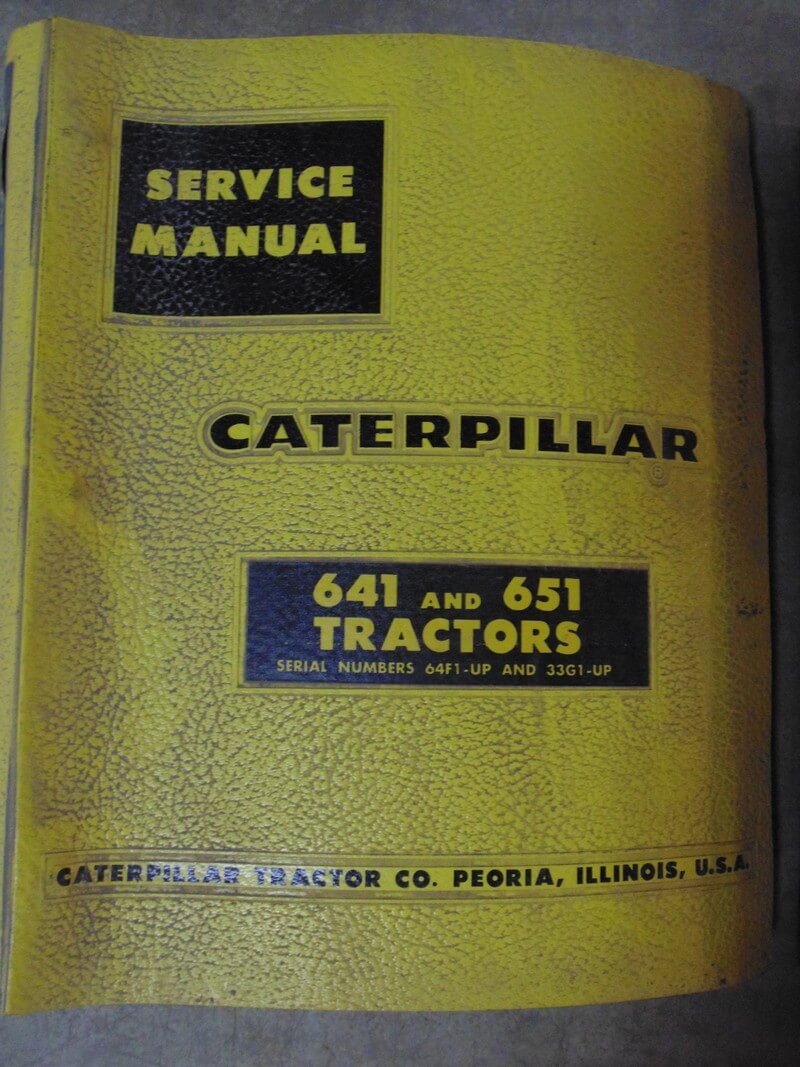 SERVICE
MANUAL
CATERPILLAR
®
641 AND 651
TRACTORS
SERIAL NUMBERS 64F1-UP AND 33G1-UP
CATERPILLAR TRACTOR CO. PEORIA, ILLINOIS, U.S.A.